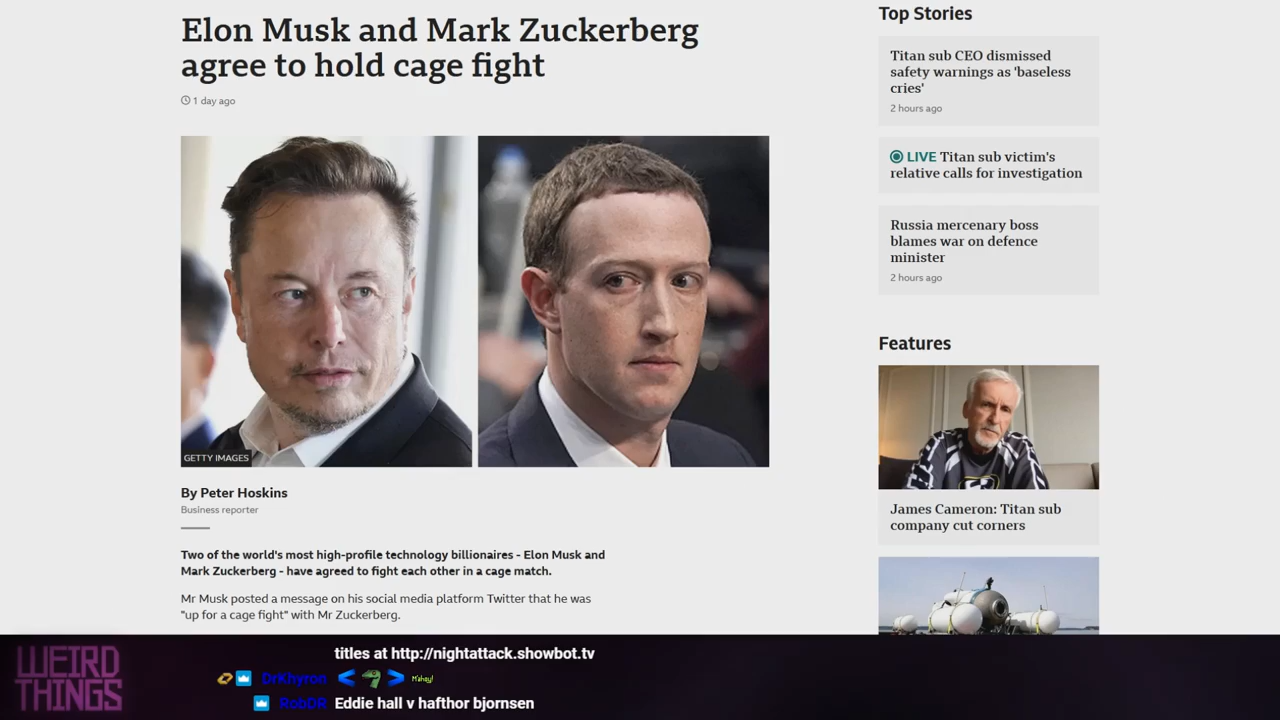 Elon Musk and Mark Zuckerberg
agree to hold cage fight
1 day ago
GETTY IMAGES
By Peter Hoskins
Business reporter
Two of the world's most high-profile technology billionaires - Elon Musk and
Mark Zuckerberg - have agreed to fight each other in a cage match.
Mr Musk posted a message on his social media platform Twitter that he was
"up for a cage fight" with Mr Zuckerberg.
Top Stories
Titan sub CEO dismissed
safety warnings as 'baseless
cries'
2 hours ago
LIVE Titan sub victim's
relative calls for investigation
Russia mercenary boss
blames war on defence
minister
2 hours ago
Features
James Cameron: Titan sub
company cut corners
WEIRD
THINGS
titles at http://nightattack.showbot.tv
DrKhyron < > M'ahoy!
RobDR Eddie hall v hafthor bjornsen